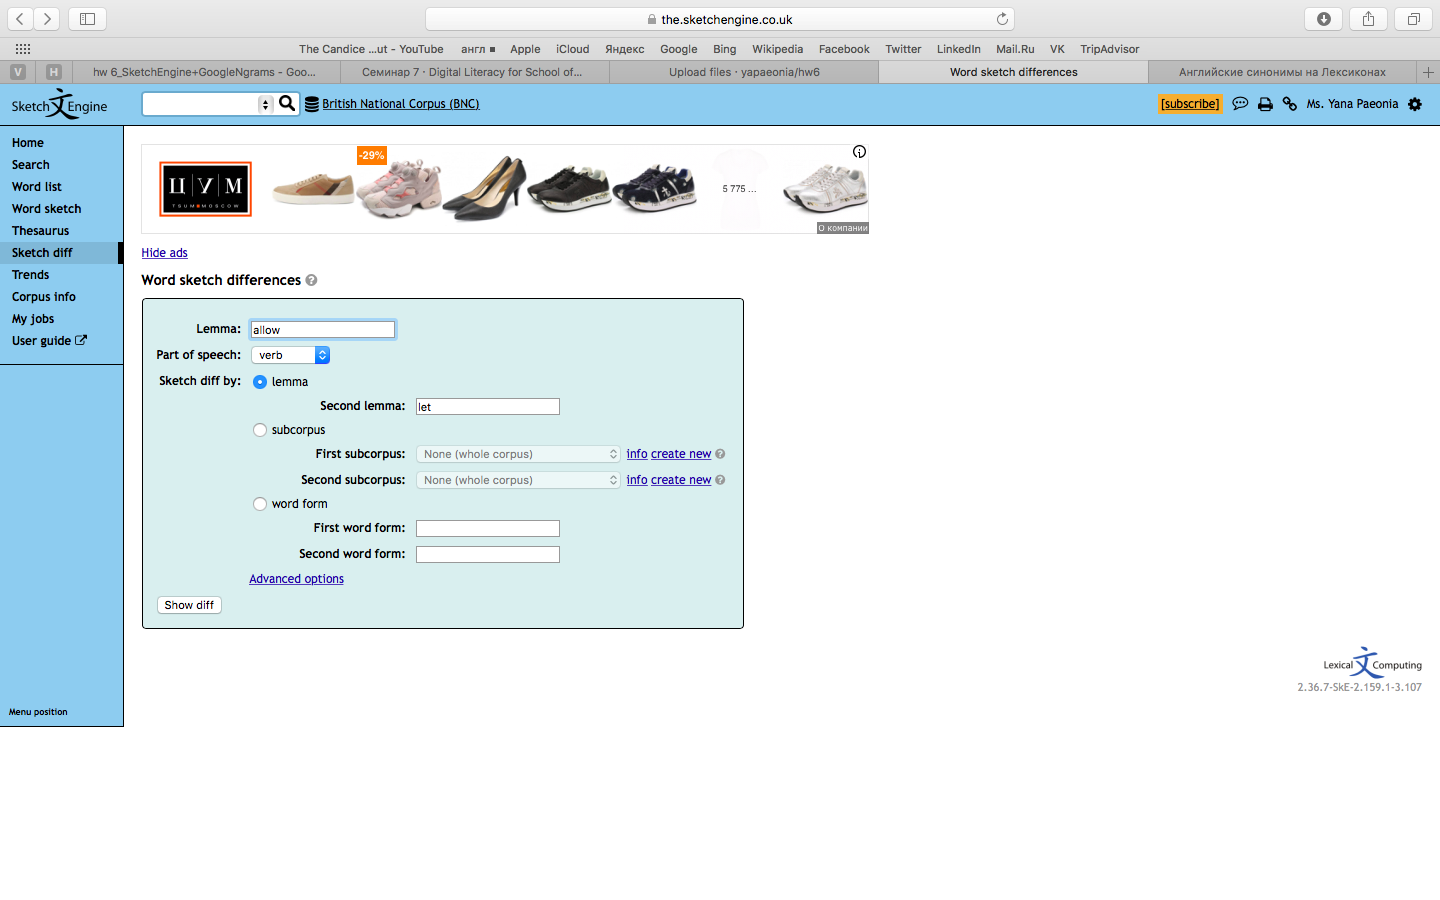 the.sketchengine.co.uk
The Candice ...ut - YouTube англ Apple iCloud Яндекс Google Bing Wikipedia Facebook Twitter LinkedIn Mail.Ru VK TripAdvisor
V H hw 6_SketchEngine+GoogleNgrams - Goo... Семинар 7 · Digital Literacy for School of... Upload files · yapaeonia/hw6 Word sketch differences Английские синонимы на Лексиконах
Sketch 文 Engine British National Corpus (BNC) [subscribe] Ms. Yana Paeonia
Home
Search
Word list
Word sketch
Thesaurus
Sketch diff
Trends
Corpus info
My jobs
User guide
Menu position
-29%
ЦУМ
TSUM MOSCOW
5 775 ...
О компании
Hide ads
Word sketch differences ?
Lemma: allow
Part of speech: verb
Sketch diff by: lemma
Second lemma: let
subcorpus
First subcorpus: None (whole corpus) info create new ?
Second subcorpus: None (whole corpus) info create new ?
word form
First word form:
Second word form:
Advanced options
Show diff
Lexical 文 Computing
2.36.7-SkE-2.159.1-3.107